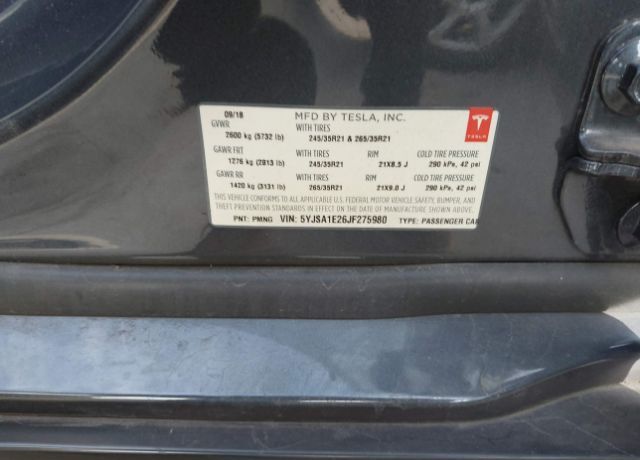 09/18 MFD BY TESLA, INC.
GVWR WITH TIRES
2600 kg (5732 lb) 245/35R21 & 265/35R21
GAWR FRT WITH TIRES RIM COLD TIRE PRESSURE
1276 kg (2813 lb) 245/35R21 21X8.5 J 290 kPa, 42 psi
GAWR RR WITH TIRES RIM COLD TIRE PRESSURE
1420 kg (3131 lb) 265/35R21 21X9.0 J 290 kPa, 42 psi
THIS VEHICLE CONFORMS TO ALL APPLICABLE U.S. FEDERAL MOTOR VEHICLE SAFETY, BUMPER, AND
THEFT PREVENTION STANDARDS IN EFFECT ON THE DATE OF MANUFACTURE SHOWN ABOVE.
PNT: PMNG VIN: 5YJSA1E26JF275980 TYPE: PASSENGER CAR
TESLA